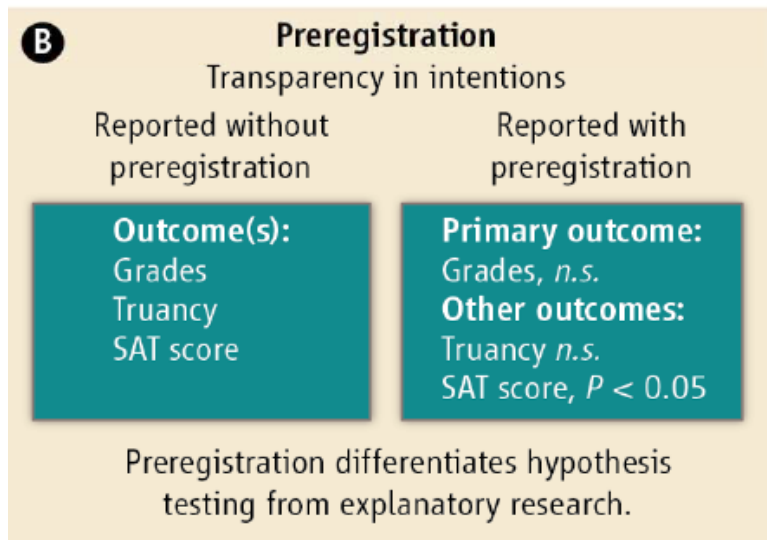 B
Preregistration
Transparency in intentions
Reported without
preregistration
Outcome(s):
Grades
Truancy
SAT score
Reported with
preregistration
Primary outcome:
Grades, n.s.
Other outcomes:
Truancy n.s.
SAT score, P < 0.05
Preregistration differentiates hypothesis
testing from explanatory research.